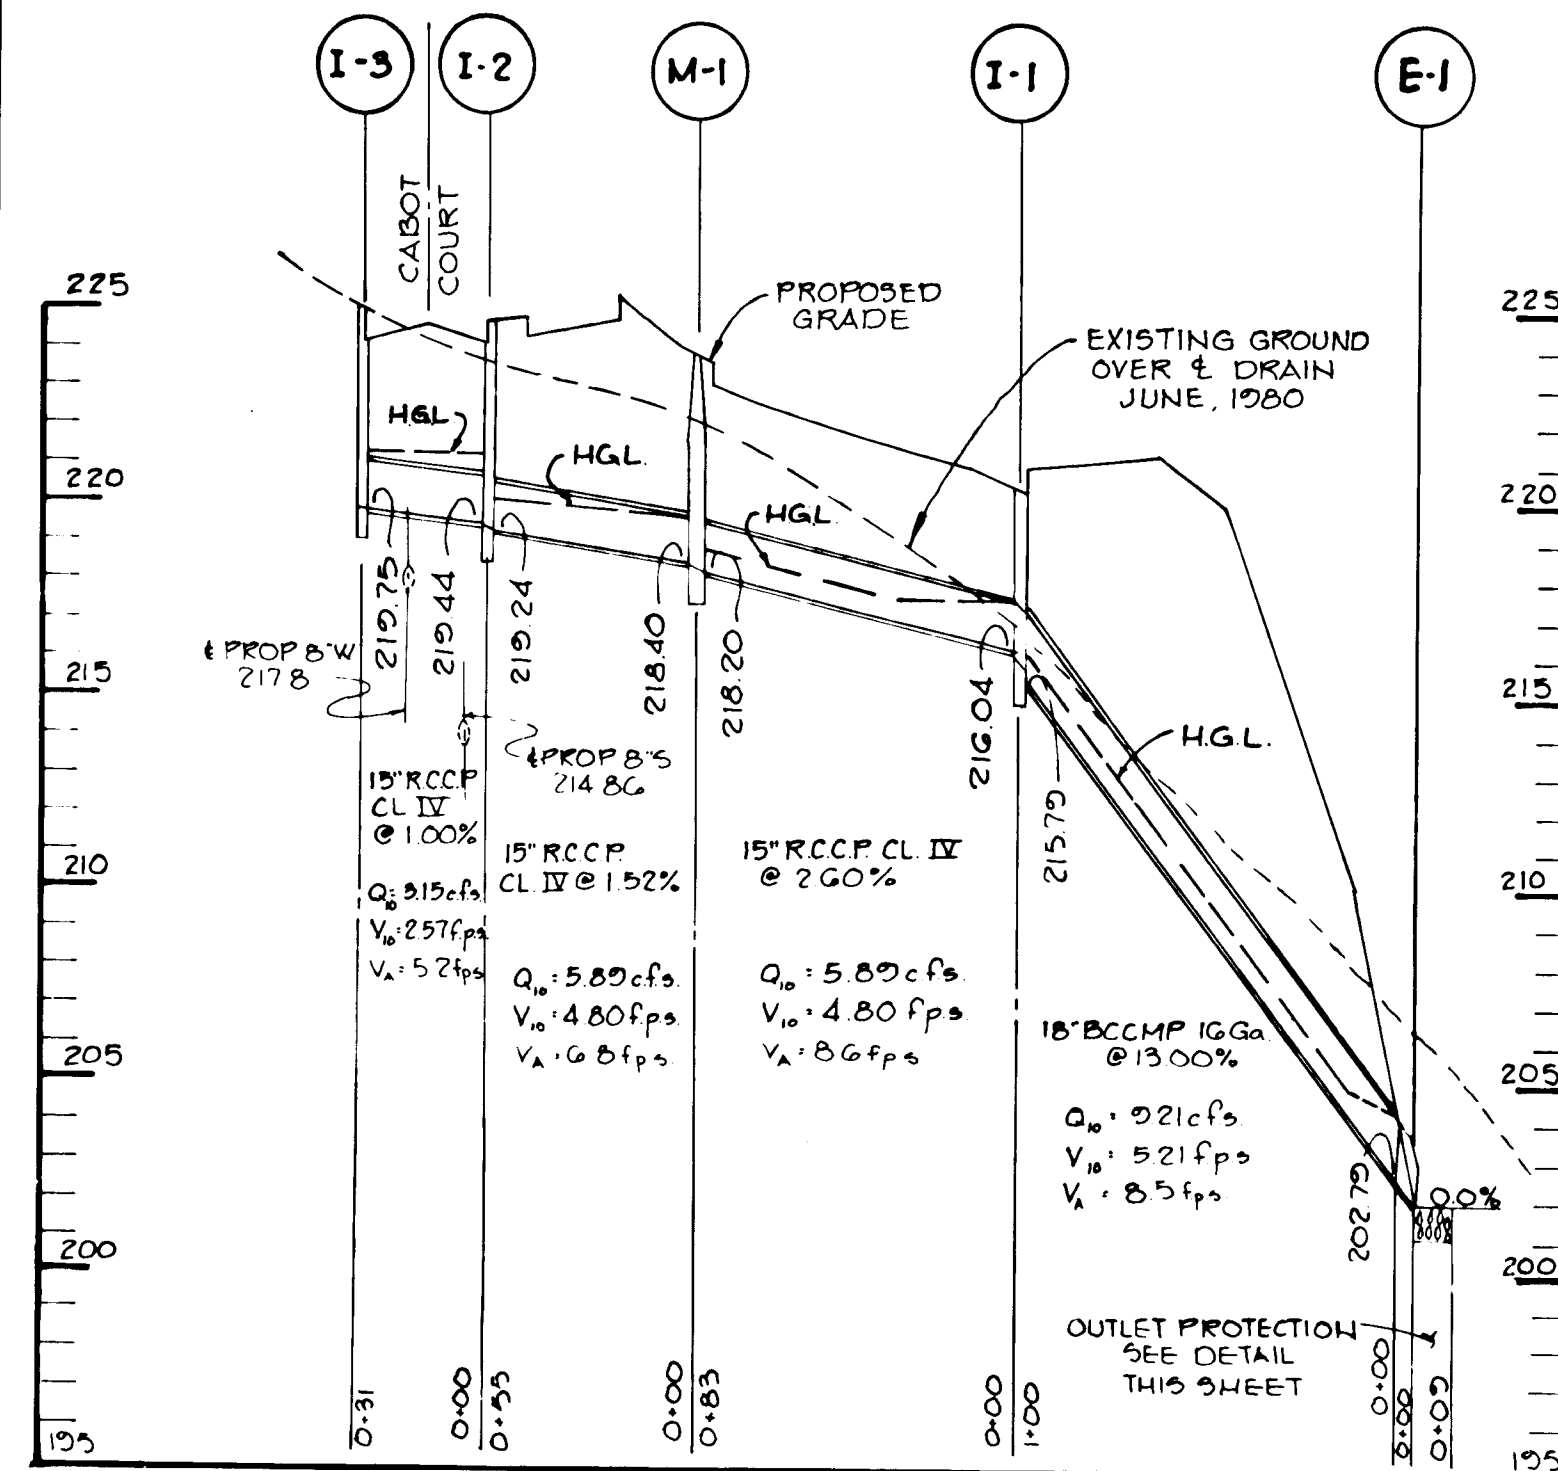 I-3
I-2
M-1
I-1
E-1
CABOT
COURT
225
220
215
210
205
200
195
225
220
215
210
205
200
195
PROPOSED
GRADE
EXISTING GROUND
OVER ℄ DRAIN
JUNE, 1980
H.G.L.
H.G.L.
H.G.L.
H.G.L.
219.75
219.44
219.24
218.40
218.20
216.04
215.79
202.79
℄ PROP 8"W
217.8
℄ PROP 8"S
214.86
15" R.C.C.P.
CL IV
@ 1.00%
Q10: 3.15 c.f.s.
V10: 2.57 f.p.s.
VA: 5.2 fps
15" R.C.C.P.
CL. IV @ 1.52%
Q10: 5.89 c.f.s.
V10: 4.80 f.p.s.
VA: 6.8 fps.
15" R.C.C.P. CL. IV
@ 2.60%
Q10: 5.89 cfs.
V10: 4.80 fps.
VA: 8.6 fps
18" BCCMP 16 Ga.
@ 13.00%
Q10: 9.21 cfs.
V10: 5.21 fps
VA: 8.5 fps.
0.0%
OUTLET PROTECTION
SEE DETAIL
THIS SHEET
0+31
0+00
0+55
0+00
0+83
0+00
1+00
0+00
0+00
0+09